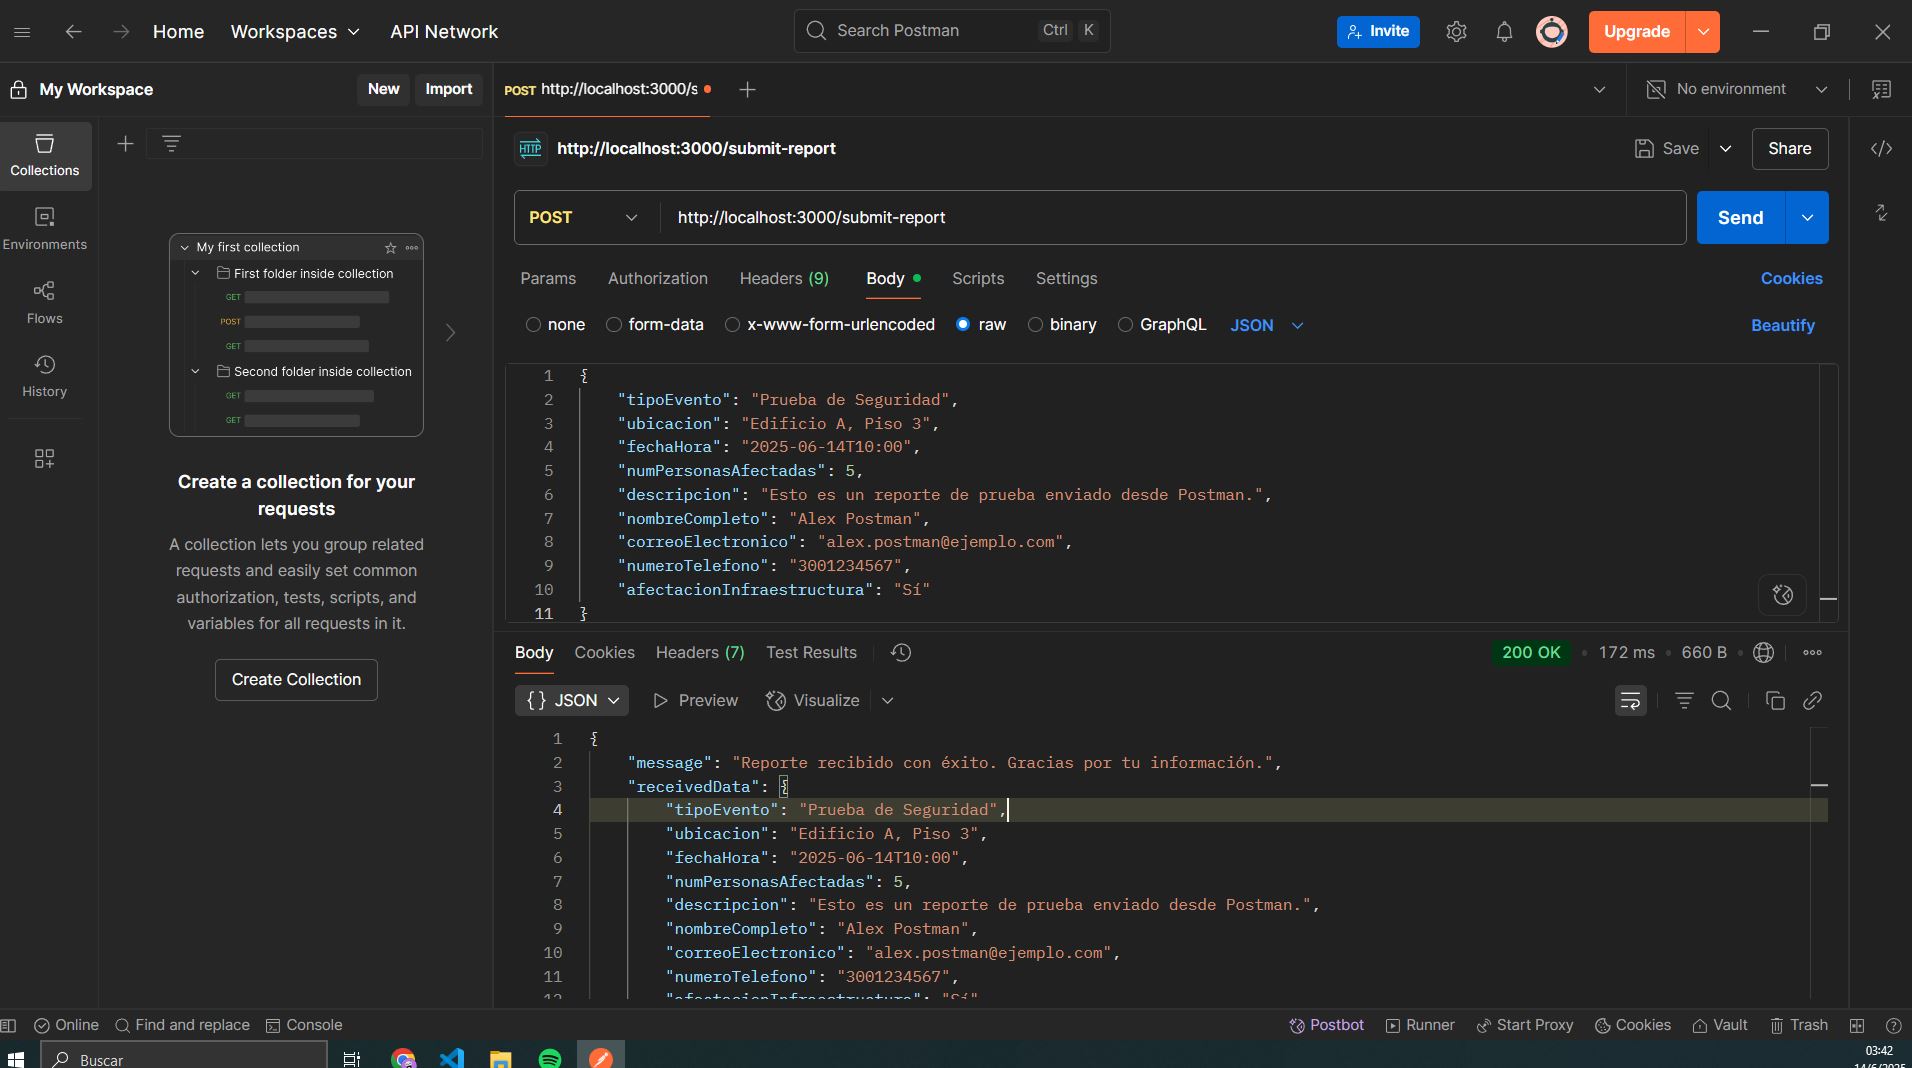 Home Workspaces API Network Search Postman Ctrl K Invite Upgrade
My Workspace New Import POST http://localhost:3000/s No environment
HTTP http://localhost:3000/submit-report Save Share
POST http://localhost:3000/submit-report Send
Collections
Environments
Flows
History
My first collection
First folder inside collection
GET
POST
GET
Second folder inside collection
GET
GET
Create a collection for your
requests
A collection lets you group related
requests and easily set common
authorization, tests, scripts, and
variables for all requests in it.
Create Collection
Params Authorization Headers (9) Body Scripts Settings Cookies
none form-data x-www-form-urlencoded raw binary GraphQL JSON Beautify
1 {
2 "tipoEvento": "Prueba de Seguridad",
3 "ubicacion": "Edificio A, Piso 3",
4 "fechaHora": "2025-06-14T10:00",
5 "numPersonasAfectadas": 5,
6 "descripcion": "Esto es un reporte de prueba enviado desde Postman.",
7 "nombreCompleto": "Alex Postman",
8 "correoElectronico": "alex.postman@ejemplo.com",
9 "numeroTelefono": "3001234567",
10 "afectacionInfraestructura": "Sí"
11 }
Body Cookies Headers (7) Test Results 200 OK 172 ms 660 B
{} JSON Preview Visualize
1 {
2 "message": "Reporte recibido con éxito. Gracias por tu información.",
3 "receivedData": {
4 "tipoEvento": "Prueba de Seguridad",
5 "ubicacion": "Edificio A, Piso 3",
6 "fechaHora": "2025-06-14T10:00",
7 "numPersonasAfectadas": 5,
8 "descripcion": "Esto es un reporte de prueba enviado desde Postman.",
9 "nombreCompleto": "Alex Postman",
10 "correoElectronico": "alex.postman@ejemplo.com",
11 "numeroTelefono": "3001234567",
12 "afectacionInfraestructura": "Sí"
Online Find and replace Console Postbot Runner Start Proxy Cookies Vault Trash
Buscar 03:42
14/6/2025